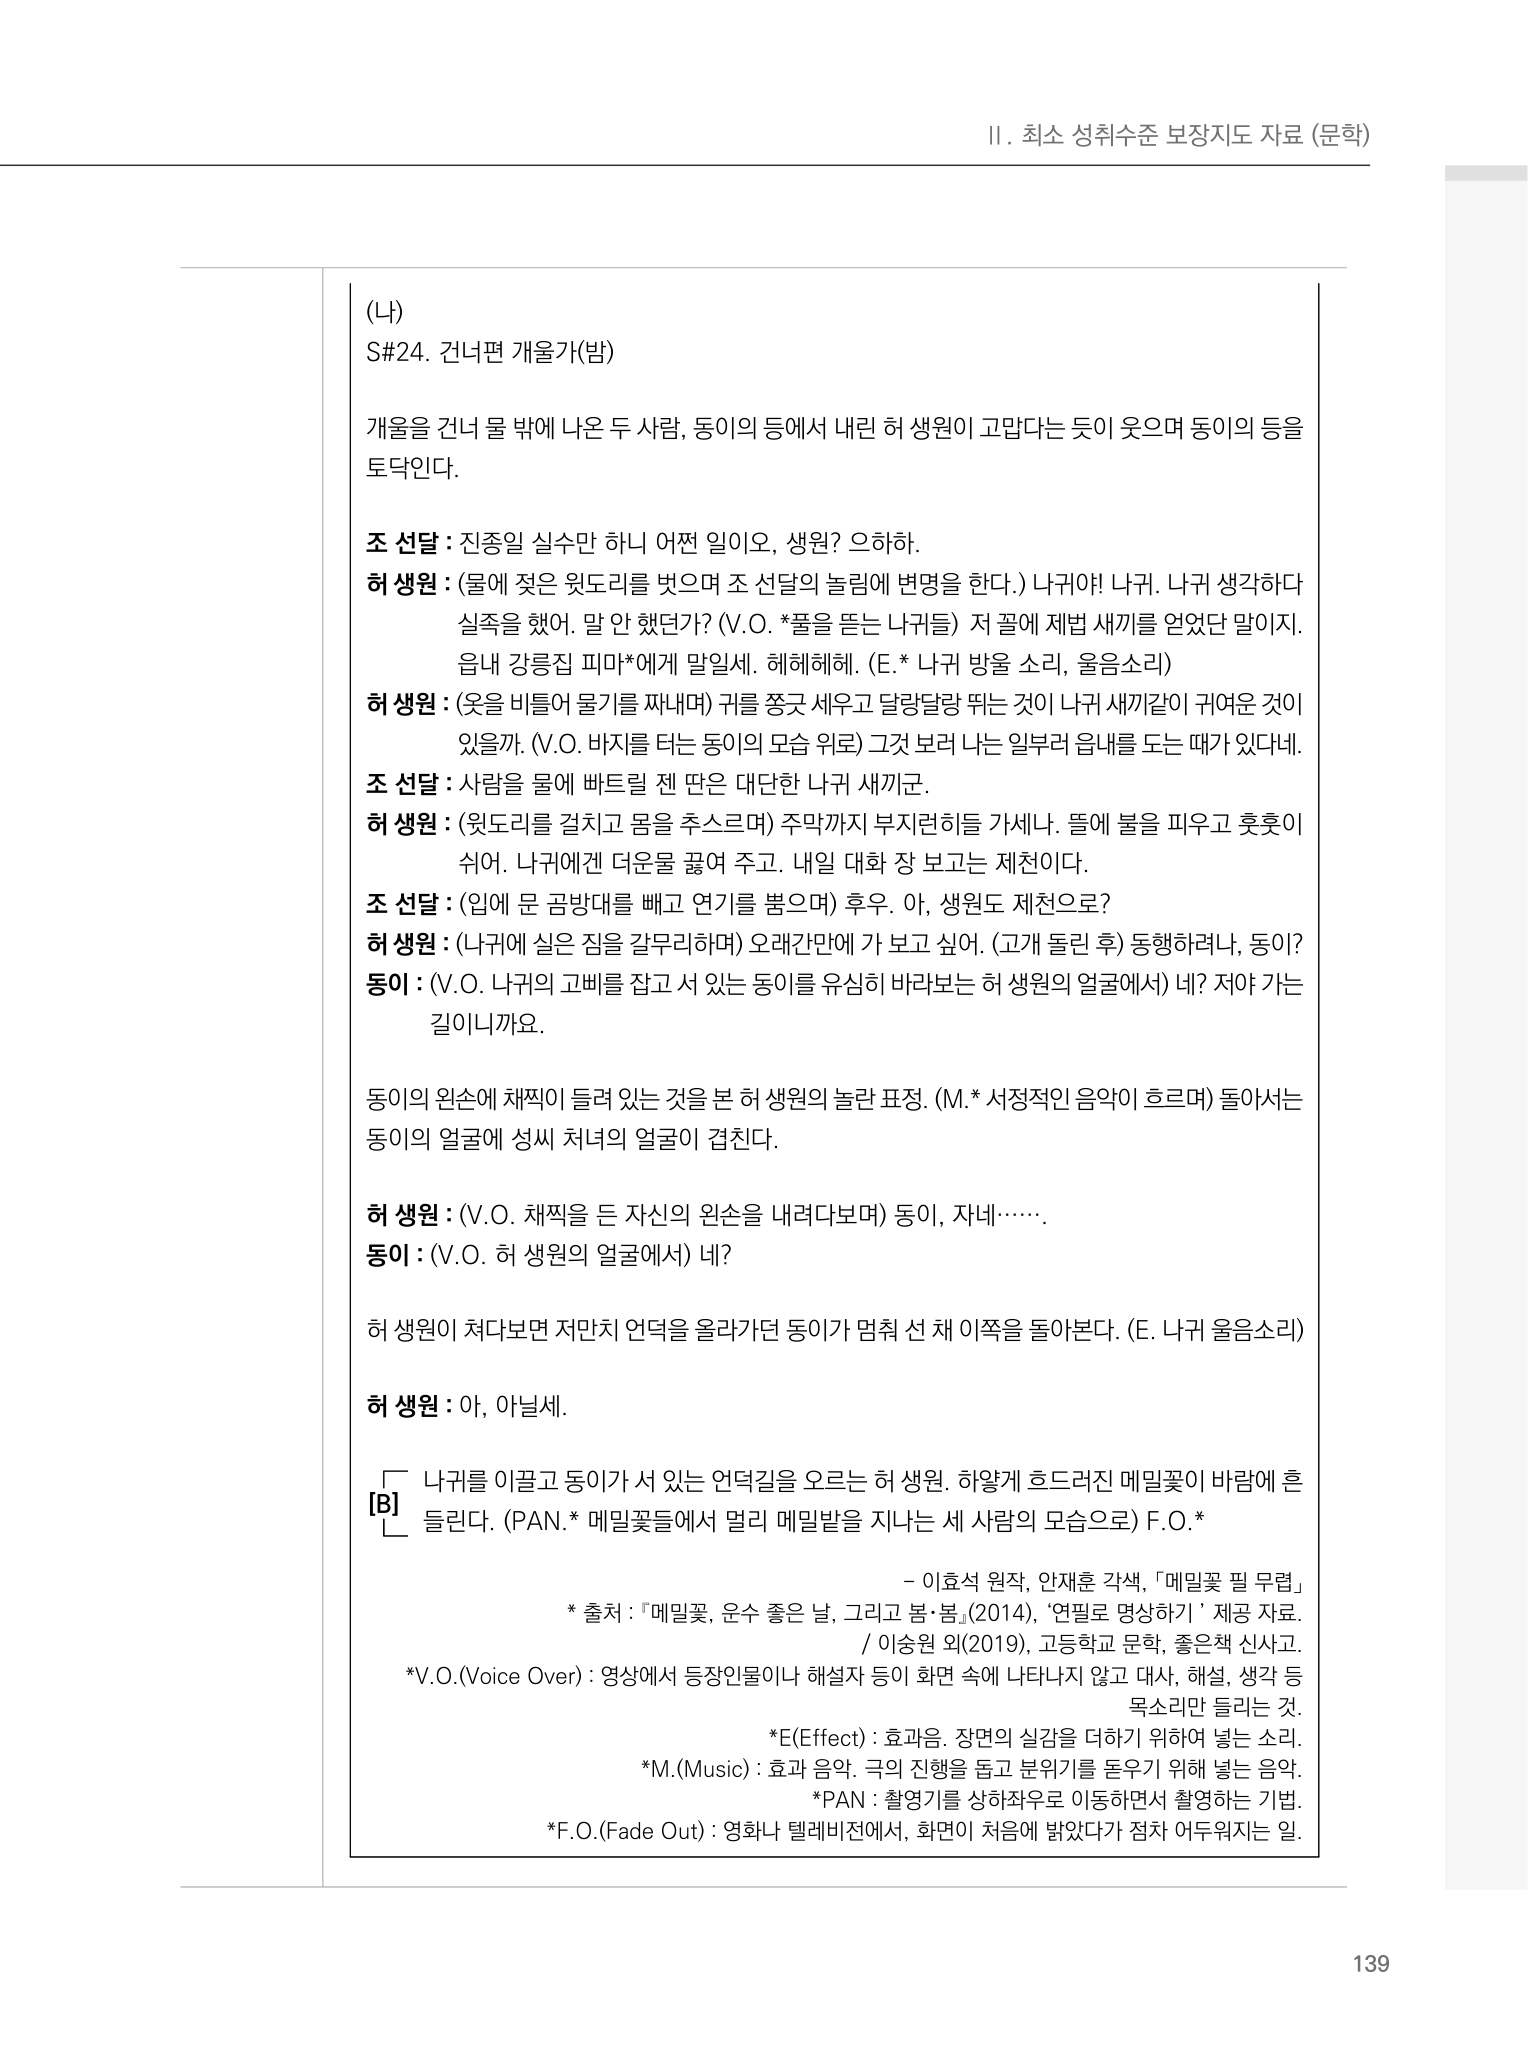 Ⅱ. 최소 성취수준 보장지도 자료 (문학)
(나)
S#24. 건너편 개울가(밤)
개울을 건너 물 밖에 나온 두 사람, 동이의 등에서 내린 허 생원이 고맙다는 듯이 웃으며 동이의 등을
토닥인다.
조 선달 : 진종일 실수만 하니 어쩐 일이오, 생원? 으하하.
허 생원 : (물에 젖은 윗도리를 벗으며 조 선달의 놀림에 변명을 한다.) 나귀야! 나귀. 나귀 생각하다
실족을 했어. 말 안 했던가? (V.O. *풀을 뜯는 나귀들) 저 꼴에 제법 새끼를 얻었단 말이지.
읍내 강릉집 피마*에게 말일세. 헤헤헤헤. (E.* 나귀 방울 소리, 울음소리)
허 생원 : (옷을 비틀어 물기를 짜내며) 귀를 쫑긋 세우고 달랑달랑 뛰는 것이 나귀 새끼같이 귀여운 것이
있을까. (V.O. 바지를 터는 동이의 모습 위로) 그것 보러 나는 일부러 읍내를 도는 때가 있다네.
조 선달 : 사람을 물에 빠트릴 젠 딴은 대단한 나귀 새끼군.
허 생원 : (윗도리를 걸치고 몸을 추스르며) 주막까지 부지런히들 가세나. 뜰에 불을 피우고 훗훗이
쉬어. 나귀에겐 더운물 끓여 주고. 내일 대화 장 보고는 제천이다.
조 선달 : (입에 문 곰방대를 빼고 연기를 뿜으며) 후우. 아, 생원도 제천으로?
허 생원 : (나귀에 실은 짐을 갈무리하며) 오래간만에 가 보고 싶어. (고개 돌린 후) 동행하려나, 동이?
동이 : (V.O. 나귀의 고삐를 잡고 서 있는 동이를 유심히 바라보는 허 생원의 얼굴에서) 네? 저야 가는
길이니까요.
동이의 왼손에 채찍이 들려 있는 것을 본 허 생원의 놀란 표정. (M.* 서정적인 음악이 흐르며) 돌아서는
동이의 얼굴에 성씨 처녀의 얼굴이 겹친다.
허 생원 : (V.O. 채찍을 든 자신의 왼손을 내려다보며) 동이, 자네…….
동이 : (V.O. 허 생원의 얼굴에서) 네?
허 생원이 쳐다보면 저만치 언덕을 올라가던 동이가 멈춰 선 채 이쪽을 돌아본다. (E. 나귀 울음소리)
허 생원 : 아, 아닐세.
[B] 나귀를 이끌고 동이가 서 있는 언덕길을 오르는 허 생원. 하얗게 흐드러진 메밀꽃이 바람에 흔
들린다. (PAN.* 메밀꽃들에서 멀리 메밀밭을 지나는 세 사람의 모습으로) F.O.*
– 이효석 원작, 안재훈 각색, 「메밀꽃 필 무렵」
* 출처 : 『메밀꽃, 운수 좋은 날, 그리고 봄·봄』(2014), ‘연필로 명상하기 ’ 제공 자료.
/ 이숭원 외(2019), 고등학교 문학, 좋은책 신사고.
*V.O.(Voice Over) : 영상에서 등장인물이나 해설자 등이 화면 속에 나타나지 않고 대사, 해설, 생각 등
목소리만 들리는 것.
*E(Effect) : 효과음. 장면의 실감을 더하기 위하여 넣는 소리.
*M.(Music) : 효과 음악. 극의 진행을 돕고 분위기를 돋우기 위해 넣는 음악.
*PAN : 촬영기를 상하좌우로 이동하면서 촬영하는 기법.
*F.O.(Fade Out) : 영화나 텔레비전에서, 화면이 처음에 밝았다가 점차 어두워지는 일.
139